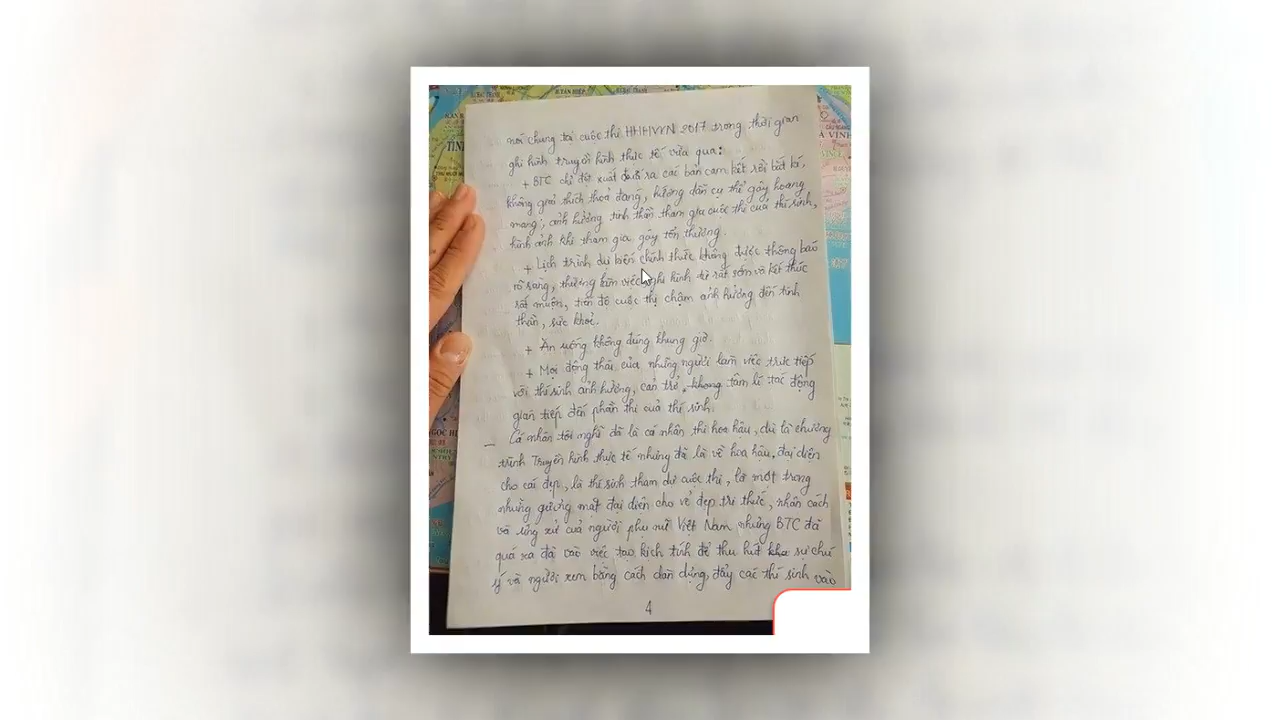 nói chung tại cuộc thi HHHVVN 2017 trong thời gian
ghi hình truyền hình thực tế vừa qua:
+ BTC chỉ đột xuất đưa ra các bản cam kết rồi bắt kí,
không giải thích thoả đáng, hướng dẫn cụ thể gây hoang
mang, ảnh hưởng tinh thần tham gia cuộc thi của thí sinh,
hình ảnh khi tham gia gây tổn thương.
+ Lịch trình dự bên chính thức không được thông báo
rõ ràng, thường làm việc ghi hình từ rất sớm và kết thúc
rất muộn, tiến độ cuộc thi chậm ảnh hưởng đến tinh
thần, sức khoẻ.
+ Ăn uống không đúng khung giờ.
+ Mọi động thái của những người làm việc trực tiếp
với thí sinh ảnh hưởng, cản trở, tâm lí tác động
gián tiếp đến phần thi của thí sinh.
_ Cá nhân tôi nghĩ đã là cá nhân thi hoa hậu, dù là chương
trình Truyền hình thực tế nhưng đã là về hoa hậu, đại diện
cho cái đẹp, là thí sinh tham dự cuộc thi, là một trong
những gương mặt đại diện cho vẻ đẹp tri thức, nhân cách
và ứng xử của người phụ nữ Việt Nam nhưng BTC đã
quá sa đà vào việc tạo kịch tính để thu hút sự chú
ý và người xem bằng cách dàn dựng, đẩy các thí sinh vào
4